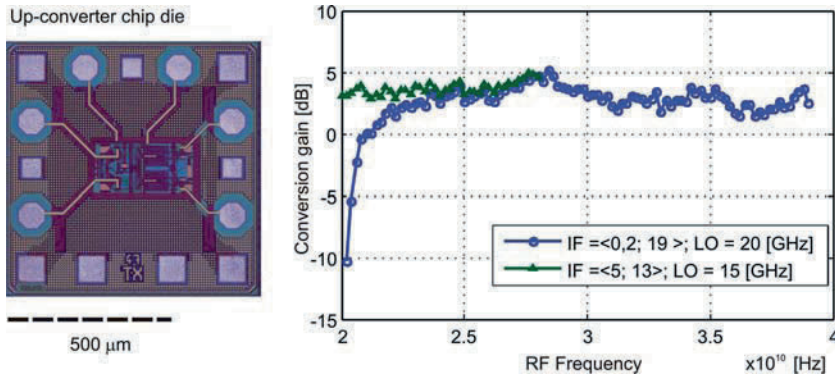 Up-converter chip die
TX
500 μm
Conversion gain [dB]
10
5
0
-5
-10
-15
IF =<0,2; 19 >; LO = 20 [GHz]
IF =<5; 13>; LO = 15 [GHz]
2 2.5 3 3.5 4
RF Frequency x10¹⁰ [Hz]